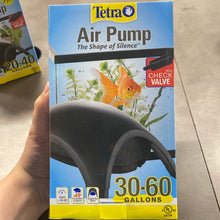 Tetra
Air Pump
The Shape of Silence
CHECK
VALVE
30-60
GALLONS
20-40